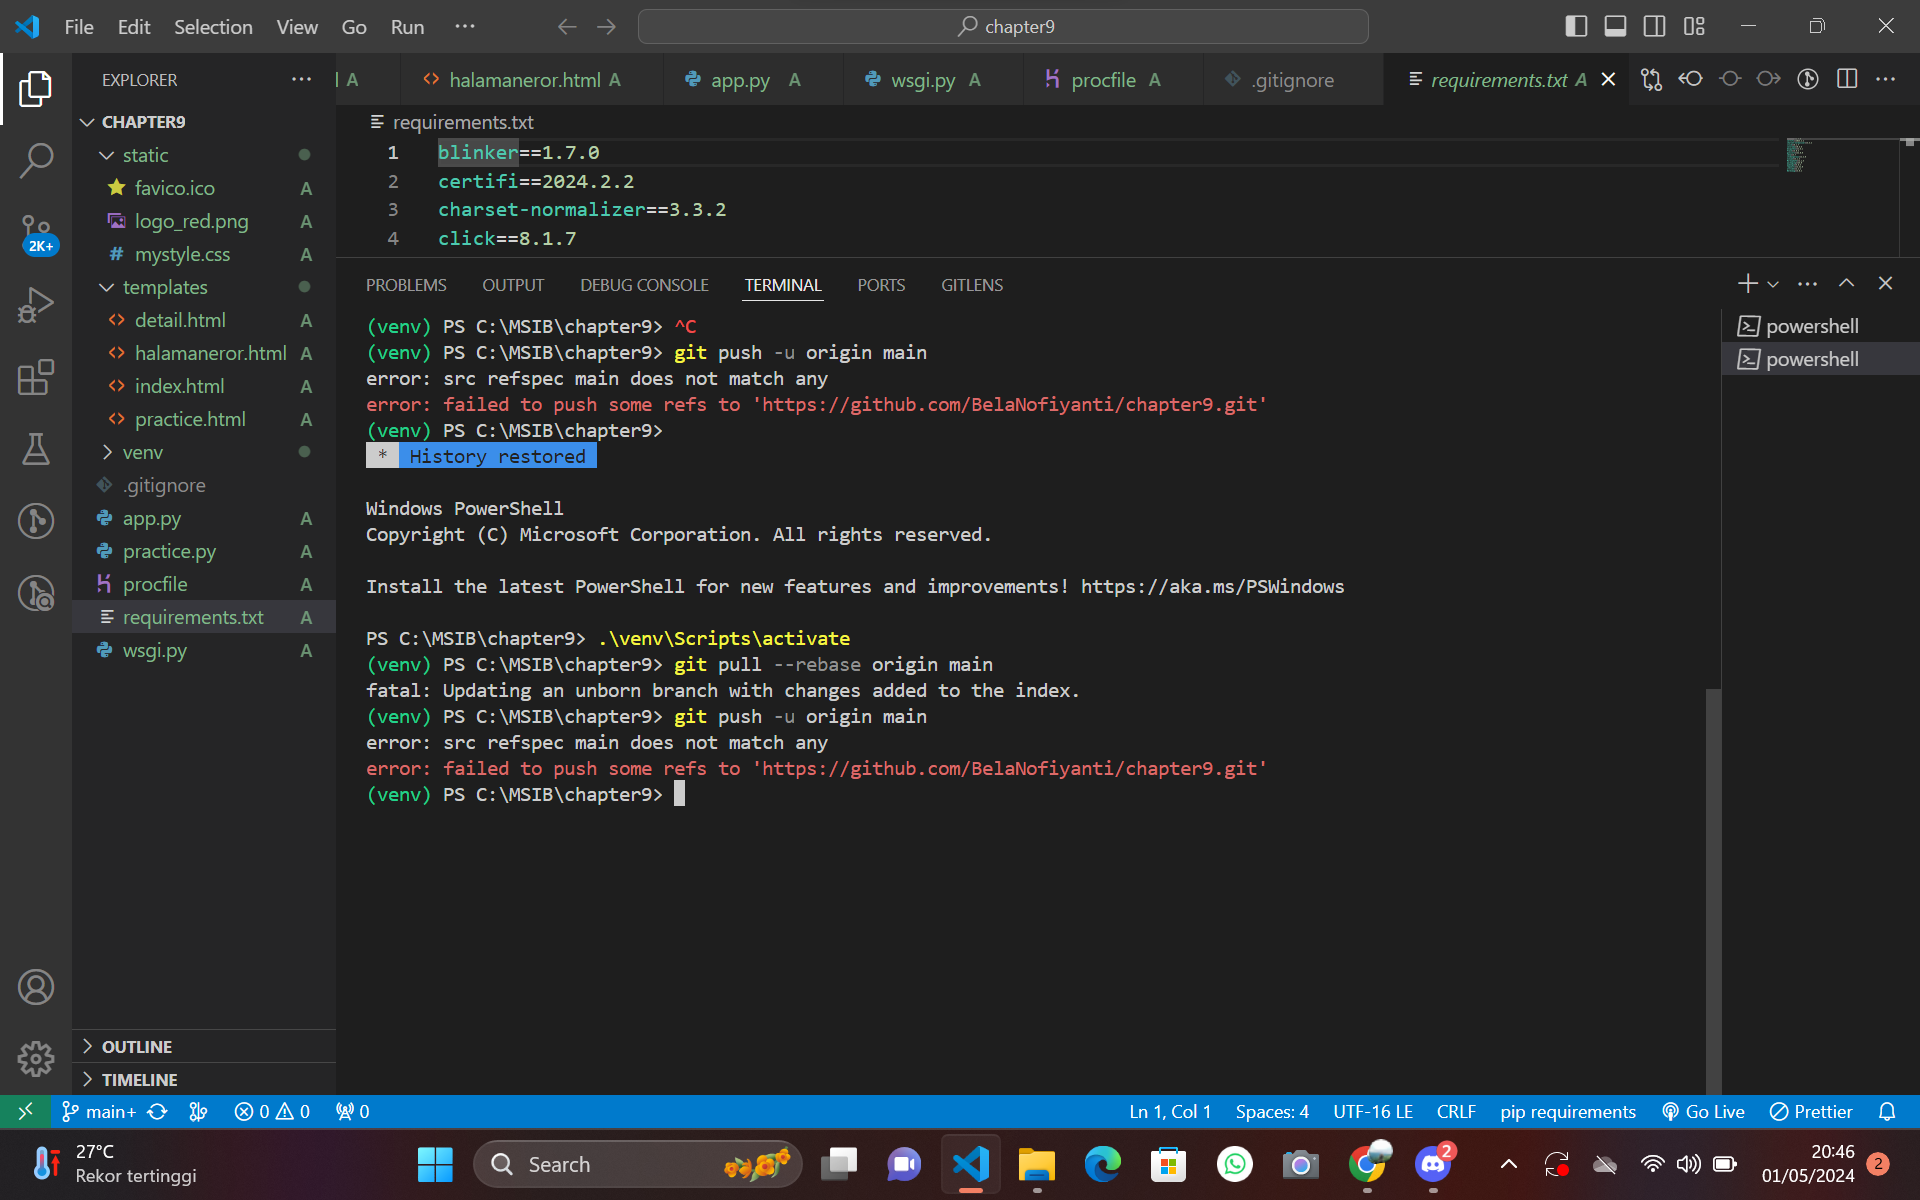 File Edit Selection View Go Run ···
chapter9
EXPLORER ···
A
<> halamaneror.html A
app.py A
wsgi.py A
procfile A
.gitignore
requirements.txt A
CHAPTER9
static
favico.ico A
logo_red.png A
# mystyle.css A
templates
<> detail.html A
<> halamaneror.html A
<> index.html A
<> practice.html A
venv
.gitignore
app.py A
practice.py A
procfile A
requirements.txt A
wsgi.py A
OUTLINE
TIMELINE
2K+
requirements.txt
1 blinker==1.7.0
2 certifi==2024.2.2
3 charset-normalizer==3.3.2
4 click==8.1.7
PROBLEMS OUTPUT DEBUG CONSOLE TERMINAL PORTS GITLENS
(venv) PS C:\MSIB\chapter9> ^C
(venv) PS C:\MSIB\chapter9> git push -u origin main
error: src refspec main does not match any
error: failed to push some refs to 'https://github.com/BelaNofiyanti/chapter9.git'
(venv) PS C:\MSIB\chapter9>
* History restored
Windows PowerShell
Copyright (C) Microsoft Corporation. All rights reserved.
Install the latest PowerShell for new features and improvements! https://aka.ms/PSWindows
PS C:\MSIB\chapter9> .\venv\Scripts\activate
(venv) PS C:\MSIB\chapter9> git pull --rebase origin main
fatal: Updating an unborn branch with changes added to the index.
(venv) PS C:\MSIB\chapter9> git push -u origin main
error: src refspec main does not match any
error: failed to push some refs to 'https://github.com/BelaNofiyanti/chapter9.git'
(venv) PS C:\MSIB\chapter9>
powershell
powershell
main+ 0 0 0
Ln 1, Col 1 Spaces: 4 UTF-16 LE CRLF pip requirements Go Live Prettier
27°C
Rekor tertinggi
Search
2
20:46
01/05/2024
2